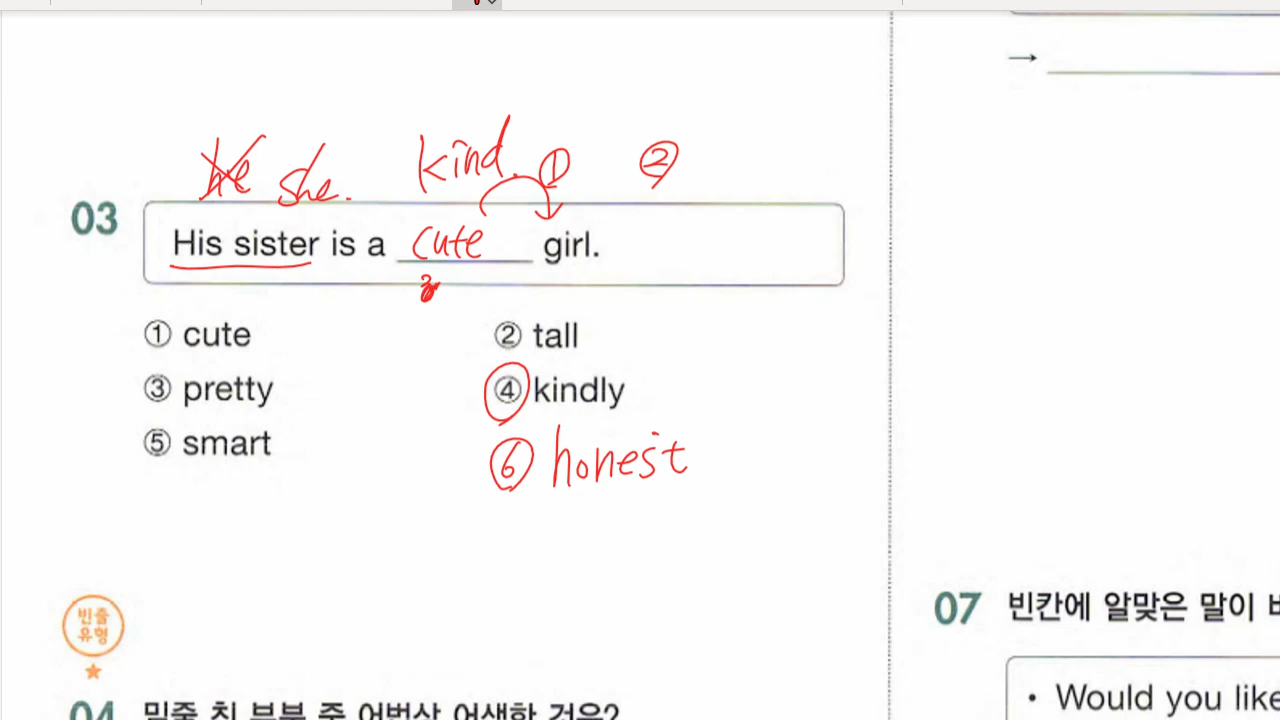 →
he she. kind. ① ②
03 His sister is a cute girl.
① cute ② tall
③ pretty ④ kindly
⑤ smart ⑥ honest
빈출
유형
04 밑줄 친 부분 중 어법상 어색한 것은?
07 빈칸에 알맞은 말이
• Would you like